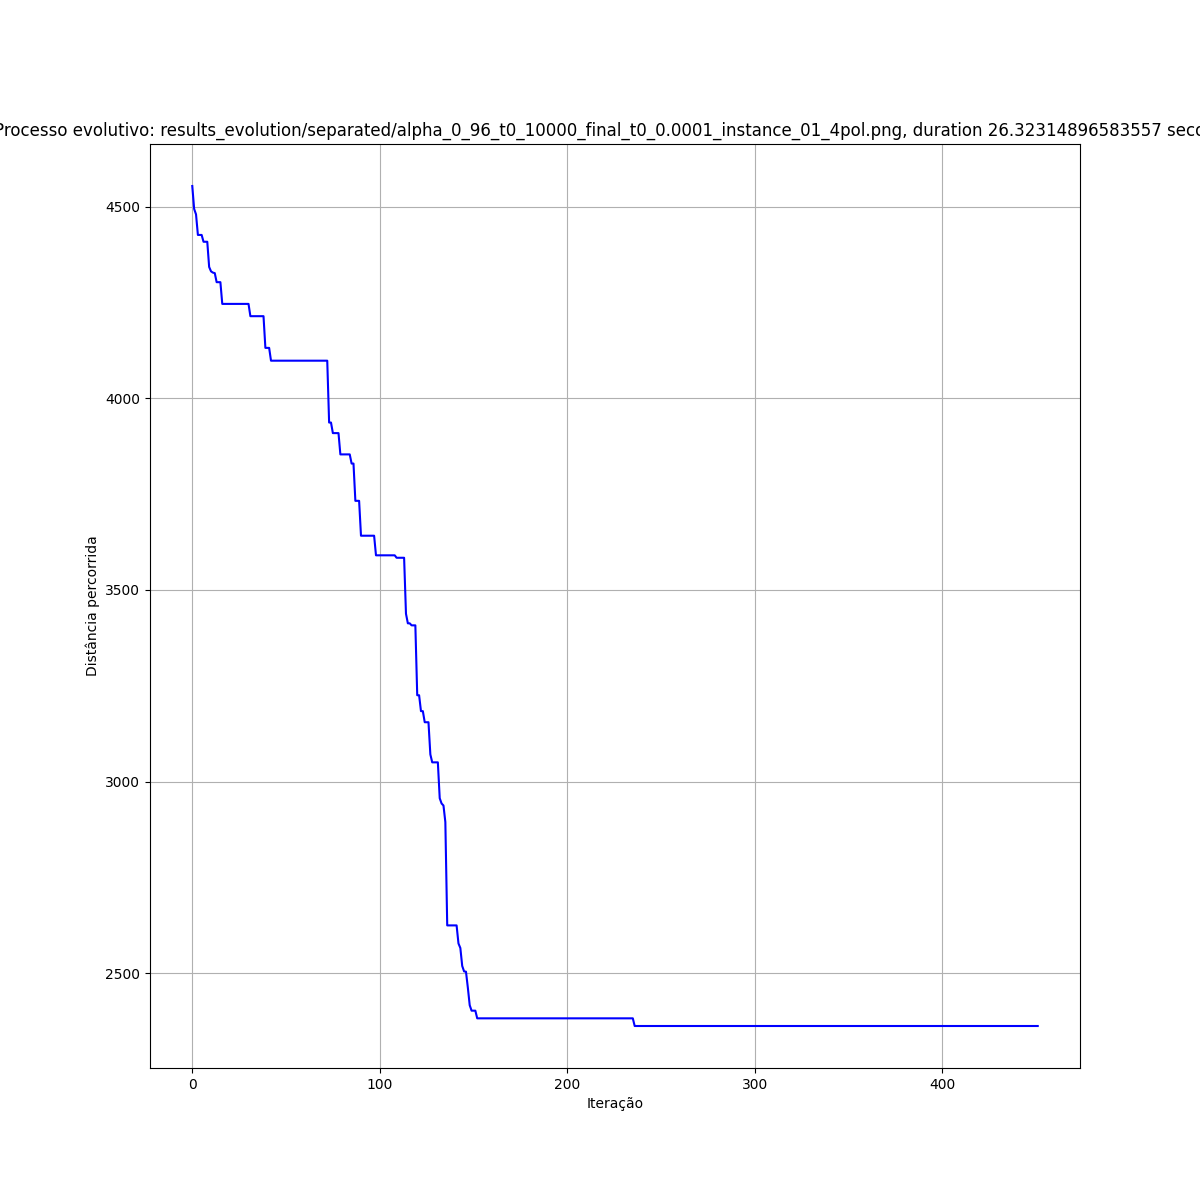 Processo evolutivo: results_evolution/separated/alpha_0_96_t0_10000_final_t0_0.0001_instance_01_4pol.png, duration 26.32314896583557 seco
4500
4000
3500
3000
2500
Distância percorrida
0 100 200 300 400
Iteração